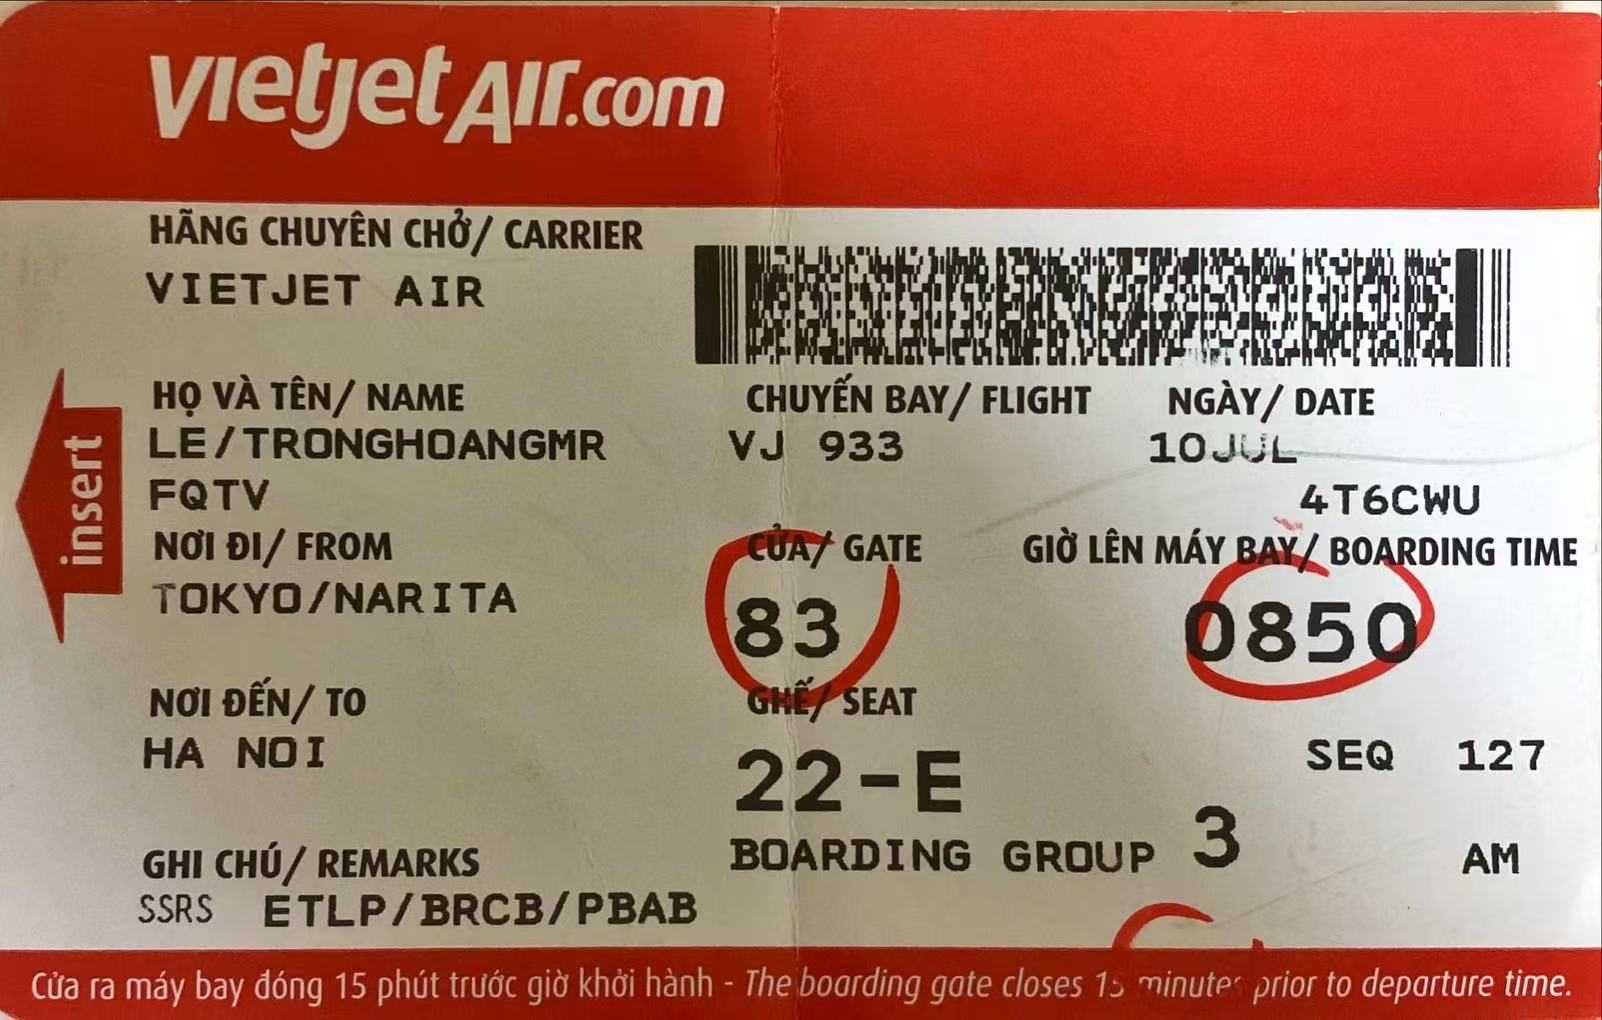 vietjetAir.com
HÃNG CHUYÊN CHỞ/ CARRIER
VIETJET AIR
HỌ VÀ TÊN/ NAME
LE/TRONGHOANGMR
FQTV
CHUYẾN BAY/ FLIGHT
VJ 933
NGÀY/ DATE
10JUL
4T6CWU
insert
NƠI ĐI/ FROM
TOKYO/NARITA
CỬA/ GATE
83
GIỜ LÊN MÁY BAY/ BOARDING TIME
0850
NƠI ĐẾN/ TO
HA NOI
GHẾ/ SEAT
22-E
SEQ 127
BOARDING GROUP 3 AM
GHI CHÚ/ REMARKS
SSRS ETLP/BRCB/PBAB
Cửa ra máy bay đóng 15 phút trước giờ khởi hành - The boarding gate closes 15 minutes prior to departure time.